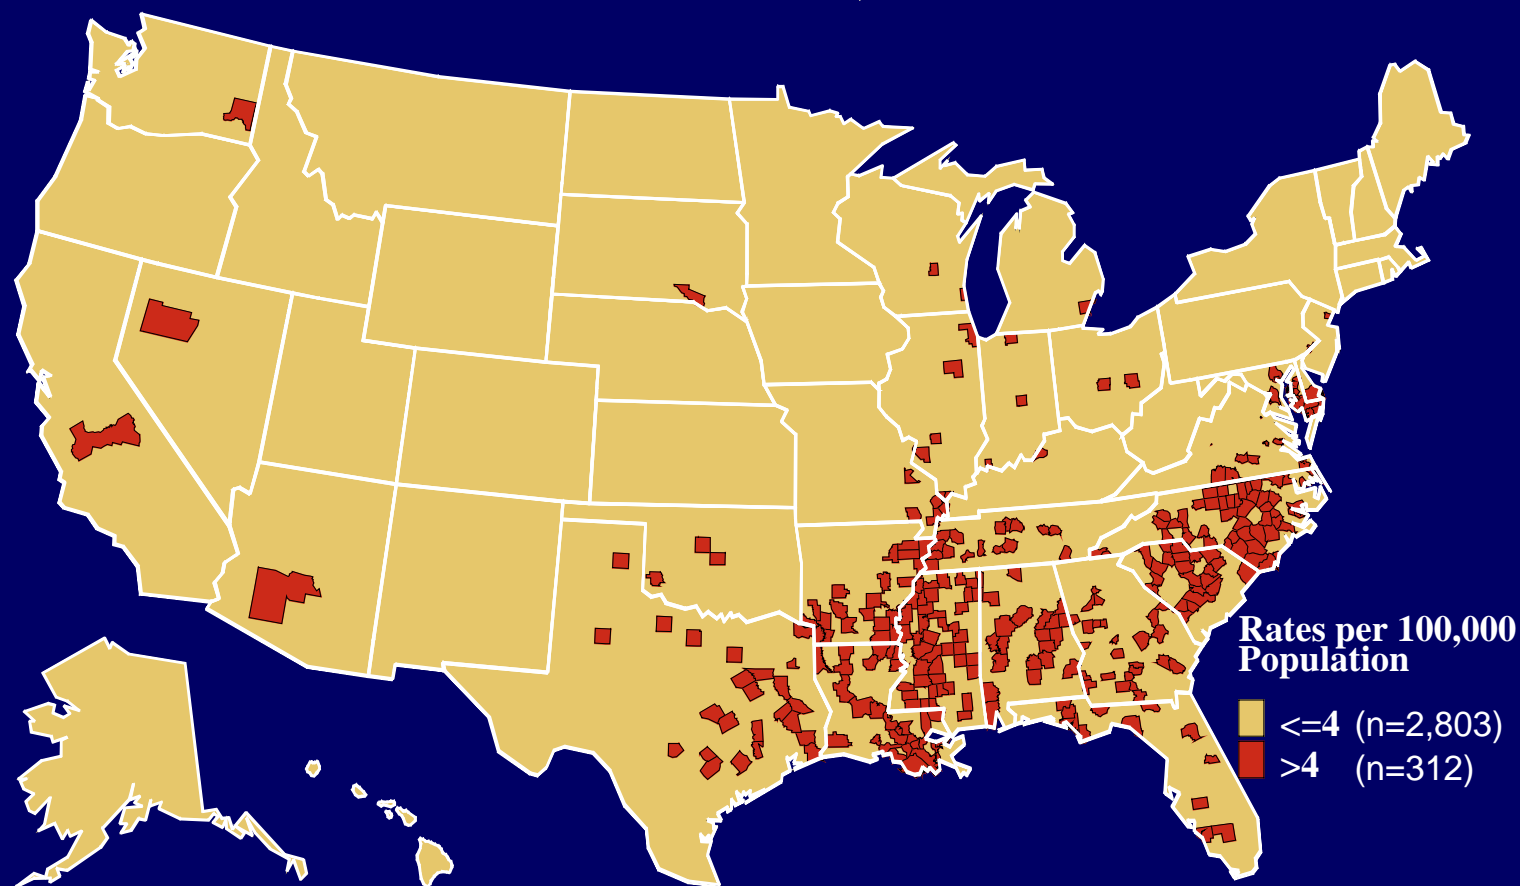 Rates per 100,000
Population
<=4 (n=2,803)
>4 (n=312)